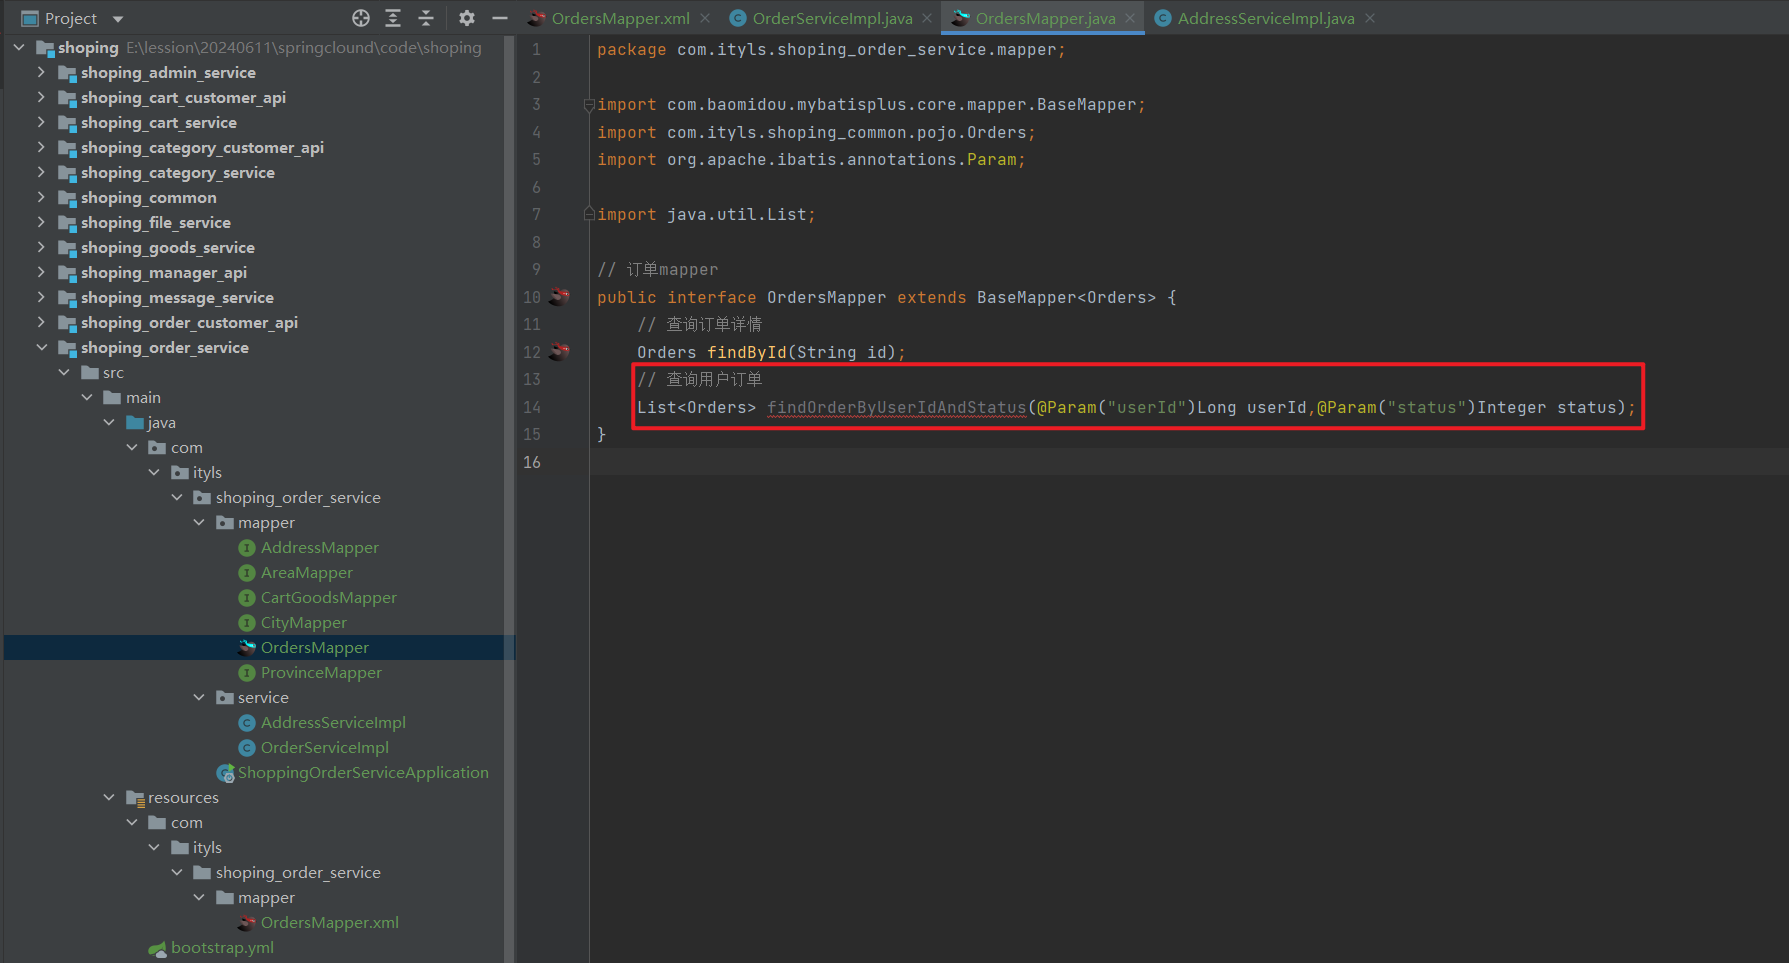 Project
shoping E:\lession\20240611\springclound\code\shoping
shoping_admin_service
shoping_cart_customer_api
shoping_cart_service
shoping_category_customer_api
shoping_category_service
shoping_common
shoping_file_service
shoping_goods_service
shoping_manager_api
shoping_message_service
shoping_order_customer_api
shoping_order_service
src
main
java
com
ityls
shoping_order_service
mapper
AddressMapper
AreaMapper
CartGoodsMapper
CityMapper
OrdersMapper
ProvinceMapper
service
AddressServiceImpl
OrderServiceImpl
ShoppingOrderServiceApplication
resources
com
ityls
shoping_order_service
mapper
OrdersMapper.xml
bootstrap.yml
OrdersMapper.xml OrderServiceImpl.java OrdersMapper.java AddressServiceImpl.java
1 package com.ityls.shoping_order_service.mapper;
2
3 import com.baomidou.mybatisplus.core.mapper.BaseMapper;
4 import com.ityls.shoping_common.pojo.Orders;
5 import org.apache.ibatis.annotations.Param;
6
7 import java.util.List;
8
9 // 订单mapper
10 public interface OrdersMapper extends BaseMapper<Orders> {
11 // 查询订单详情
12 Orders findById(String id);
13 // 查询用户订单
14 List<Orders> findOrderByUserIdAndStatus(@Param("userId")Long userId,@Param("status")Integer status);
15 }
16